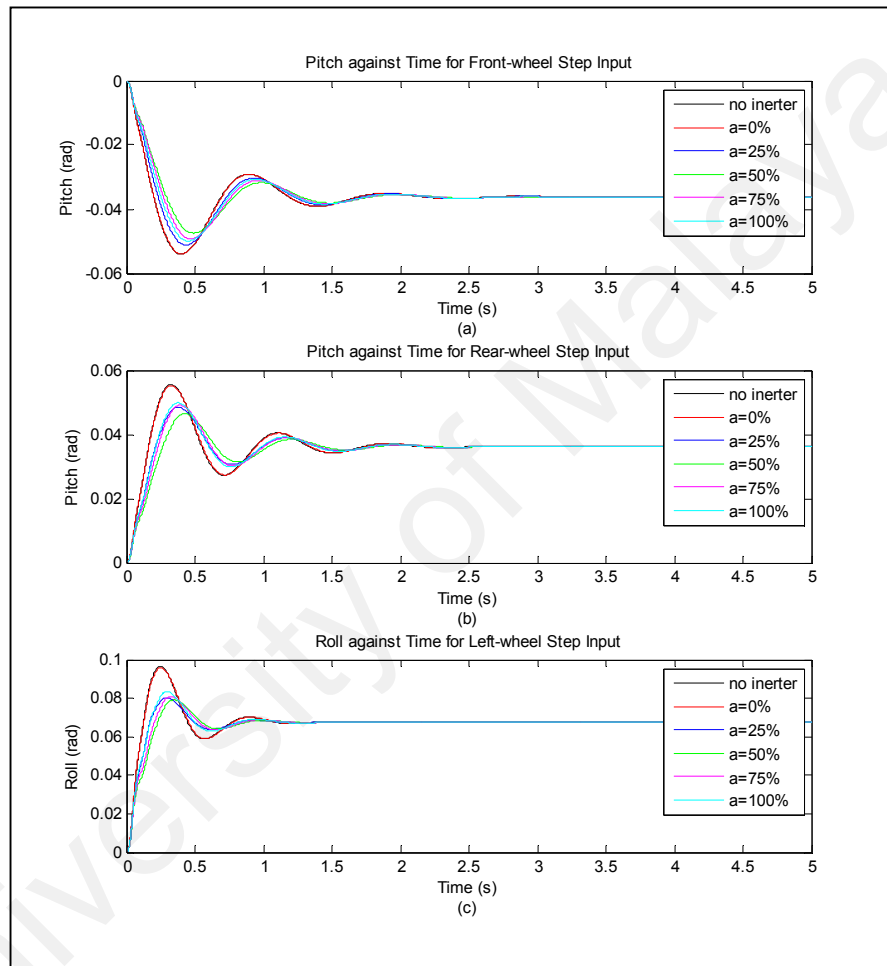 Pitch against Time for Front-wheel Step Input
0
-0.02
-0.04
-0.06
Pitch (rad)
no inerter
a=0%
a=25%
a=50%
a=75%
a=100%
0 0.5 1 1.5 2 2.5 3 3.5 4 4.5 5
Time (s)
(a)
Pitch against Time for Rear-wheel Step Input
0.06
0.04
0.02
0
Pitch (rad)
no inerter
a=0%
a=25%
a=50%
a=75%
a=100%
0 0.5 1 1.5 2 2.5 3 3.5 4 4.5 5
Time (s)
(b)
Roll against Time for Left-wheel Step Input
0.1
0.08
0.06
0.04
0.02
0
Roll (rad)
no inerter
a=0%
a=25%
a=50%
a=75%
a=100%
0 0.5 1 1.5 2 2.5 3 3.5 4 4.5 5
Time (s)
(c)
iversity of Malaya